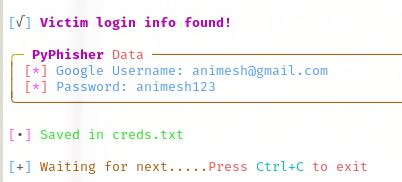 [√] Victim login info found!
PyPhisher Data
[*] Google Username: animesh@gmail.com
[*] Password: animesh123
[•] Saved in creds.txt
[+] Waiting for next.....Press Ctrl+C to exit